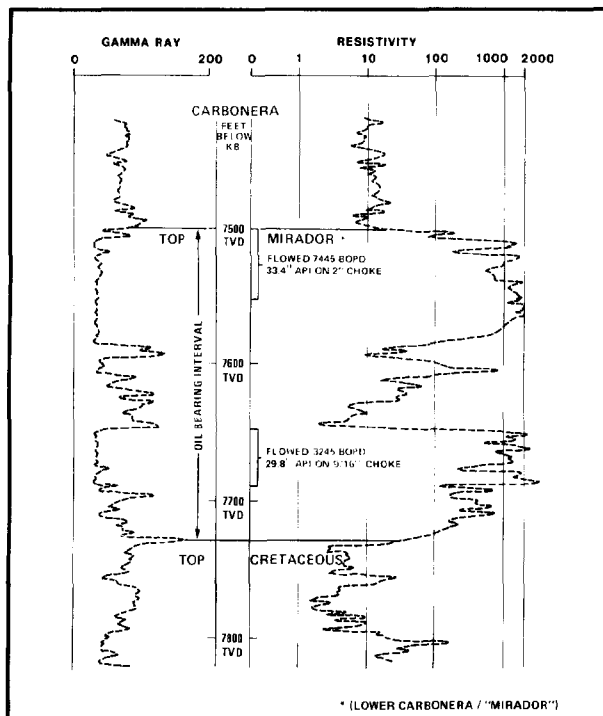 GAMMA RAY RESISTIVITY
0 200 0 1 10 100 1000 2000
CARBONERA
FEET
BELOW
KB
7500
TVD
TOP MIRADOR *
FLOWED 7445 BOPD
33.4° API ON 2" CHOKE
OIL BEARING INTERVAL
7600
TVD
FLOWED 3245 BOPD
29.8° API ON 9/16" CHOKE
7700
TVD
TOP CRETACEOUS
7800
TVD
* (LOWER CARBONERA / "MIRADOR")